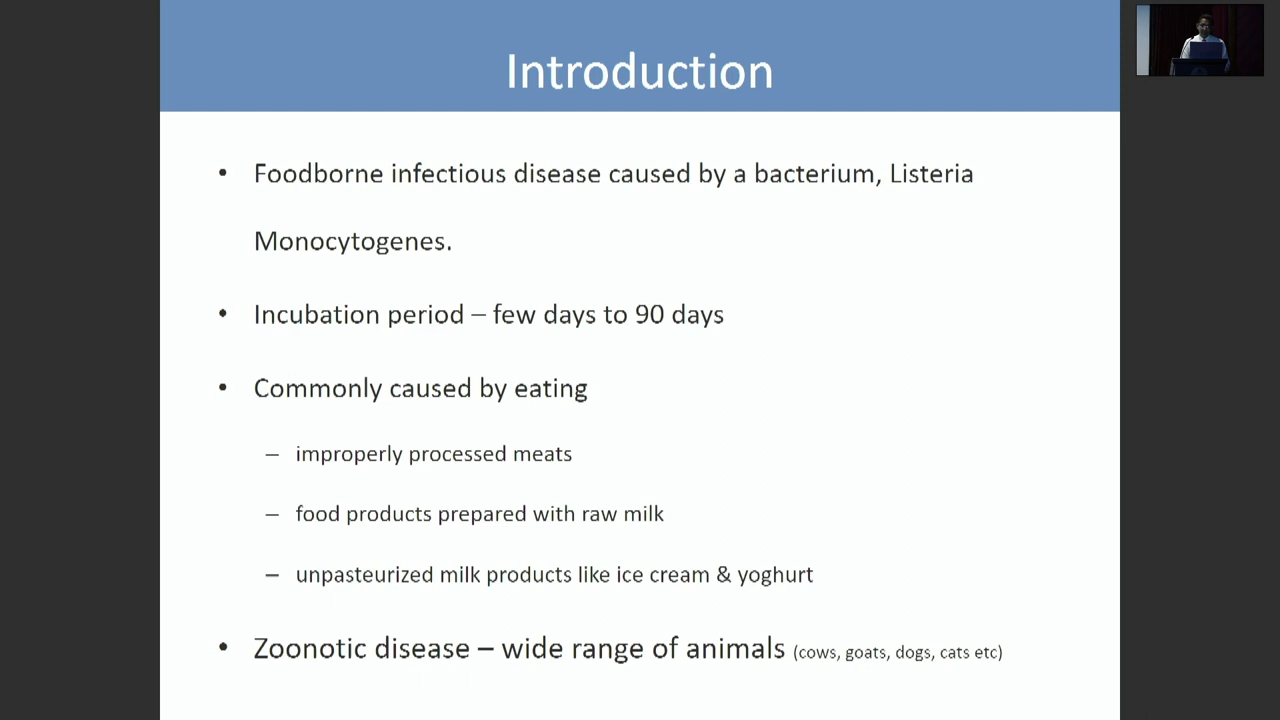 Introduction
• Foodborne infectious disease caused by a bacterium, Listeria
Monocytogenes.
• Incubation period – few days to 90 days
• Commonly caused by eating
– improperly processed meats
– food products prepared with raw milk
– unpasteurized milk products like ice cream & yoghurt
• Zoonotic disease – wide range of animals (cows, goats, dogs, cats etc)